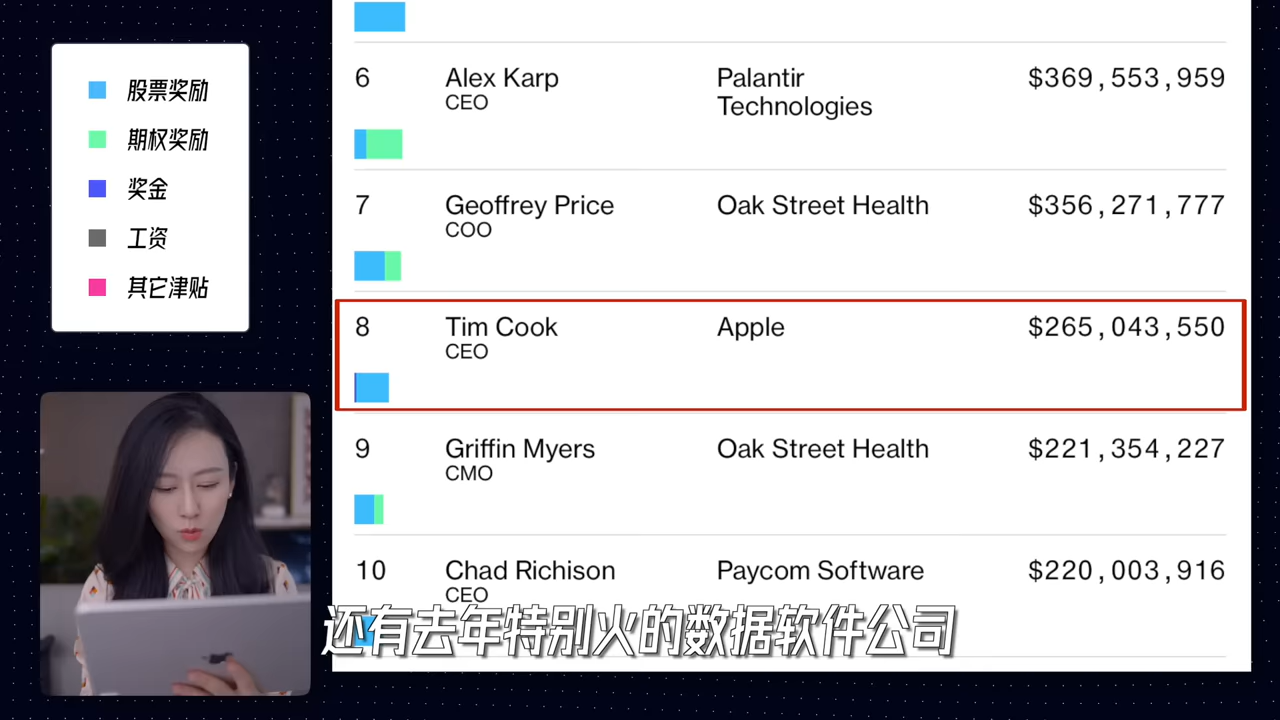 股票奖励
期权奖励
奖金
工资
其它津贴
6 Alex Karp Palantir $369,553,959
CEO Technologies
7 Geoffrey Price Oak Street Health $356,271,777
COO
8 Tim Cook Apple $265,043,550
CEO
9 Griffin Myers Oak Street Health $221,354,227
CMO
10 Chad Richison Paycom Software $220,003,916
CEO
还有去年特别火的数据软件公司